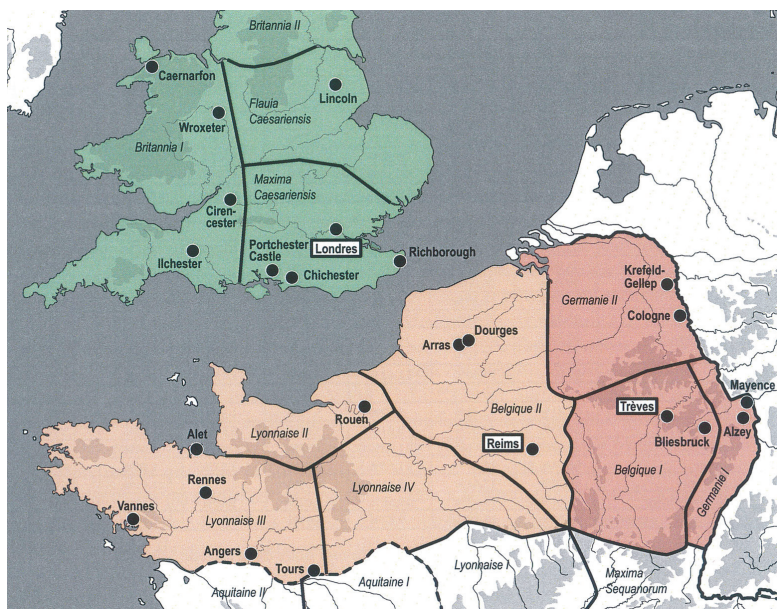 Britannia II
Caernarfon
Lincoln
Flauia
Caesariensis
Wroxeter
Britannia I
Maxima
Caesariensis
Ciren-
cester
Londres
Portchester
Castle
Richborough
Ilchester
Chichester
Krefeld-
Gellep
Germanie II
Cologne
Dourges
Arras
Mayence
Trèves
Rouen
Belgique II
Alzey
Lyonnaise II
Bliesbruck
Alet
Reims
Belgique I
Germanie I
Rennes
Lyonnaise IV
Vannes
Lyonnaise III
Angers
Tours
Lyonnaise I
Maxima
Sequanorum
Aquitaine II
Aquitaine I